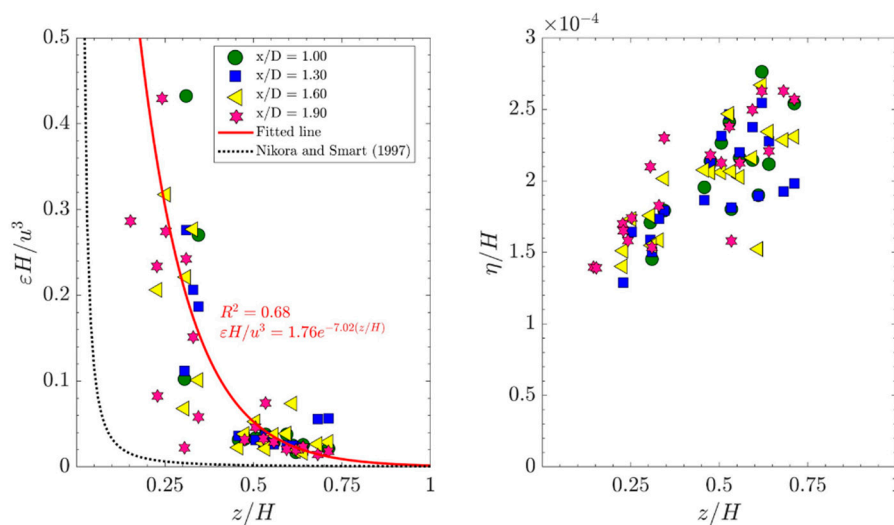 0.5
0.4
0.3
0.2
0.1
0
0.25
0.5
0.75
1
εH/u³
z/H
x/D = 1.00
x/D = 1.30
x/D = 1.60
x/D = 1.90
Fitted line
Nikora and Smart (1997)
R² = 0.68
εH/u³ = 1.76e^{-7.02(z/H)}
×10⁻⁴
3
2.5
2
1.5
1
0.5
0
0.25
0.5
0.75
1
η/H
z/H